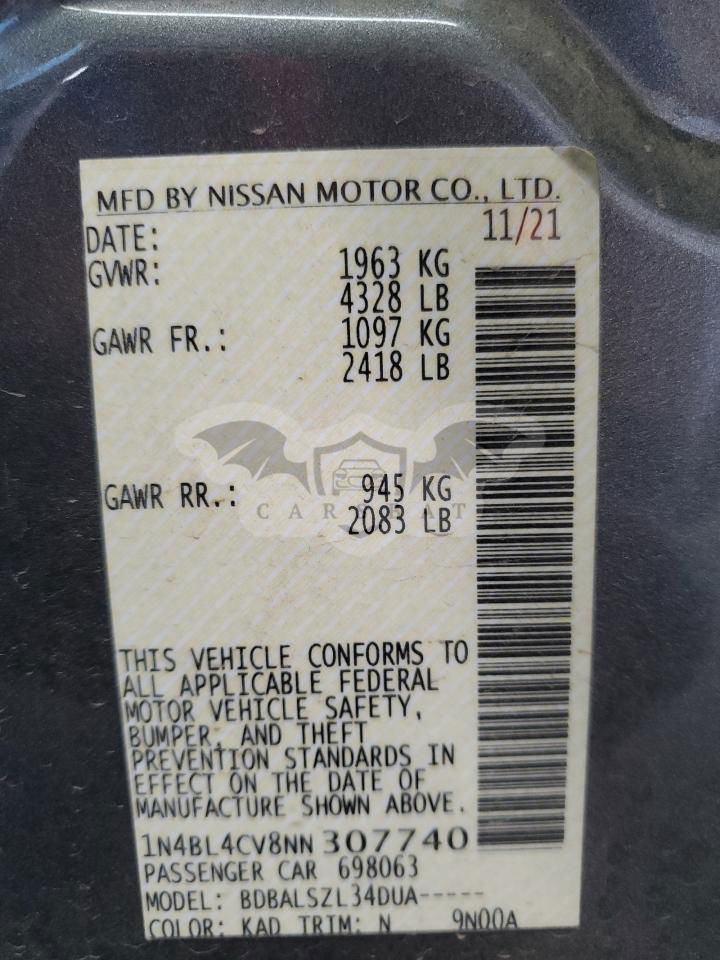 MFD BY NISSAN MOTOR CO., LTD.
DATE: 11/21
GVWR: 1963 KG
4328 LB
GAWR FR.: 1097 KG
2418 LB
GAWR RR.: 945 KG
2083 LB
THIS VEHICLE CONFORMS TO
ALL APPLICABLE FEDERAL
MOTOR VEHICLE SAFETY,
BUMPER, AND THEFT
PREVENTION STANDARDS IN
EFFECT ON THE DATE OF
MANUFACTURE SHOWN ABOVE.
1N4BL4CV8NN 307740
PASSENGER CAR 698063
MODEL: BDBALSZL34DUA-----
COLOR: KAD TRIM: N 9N00A